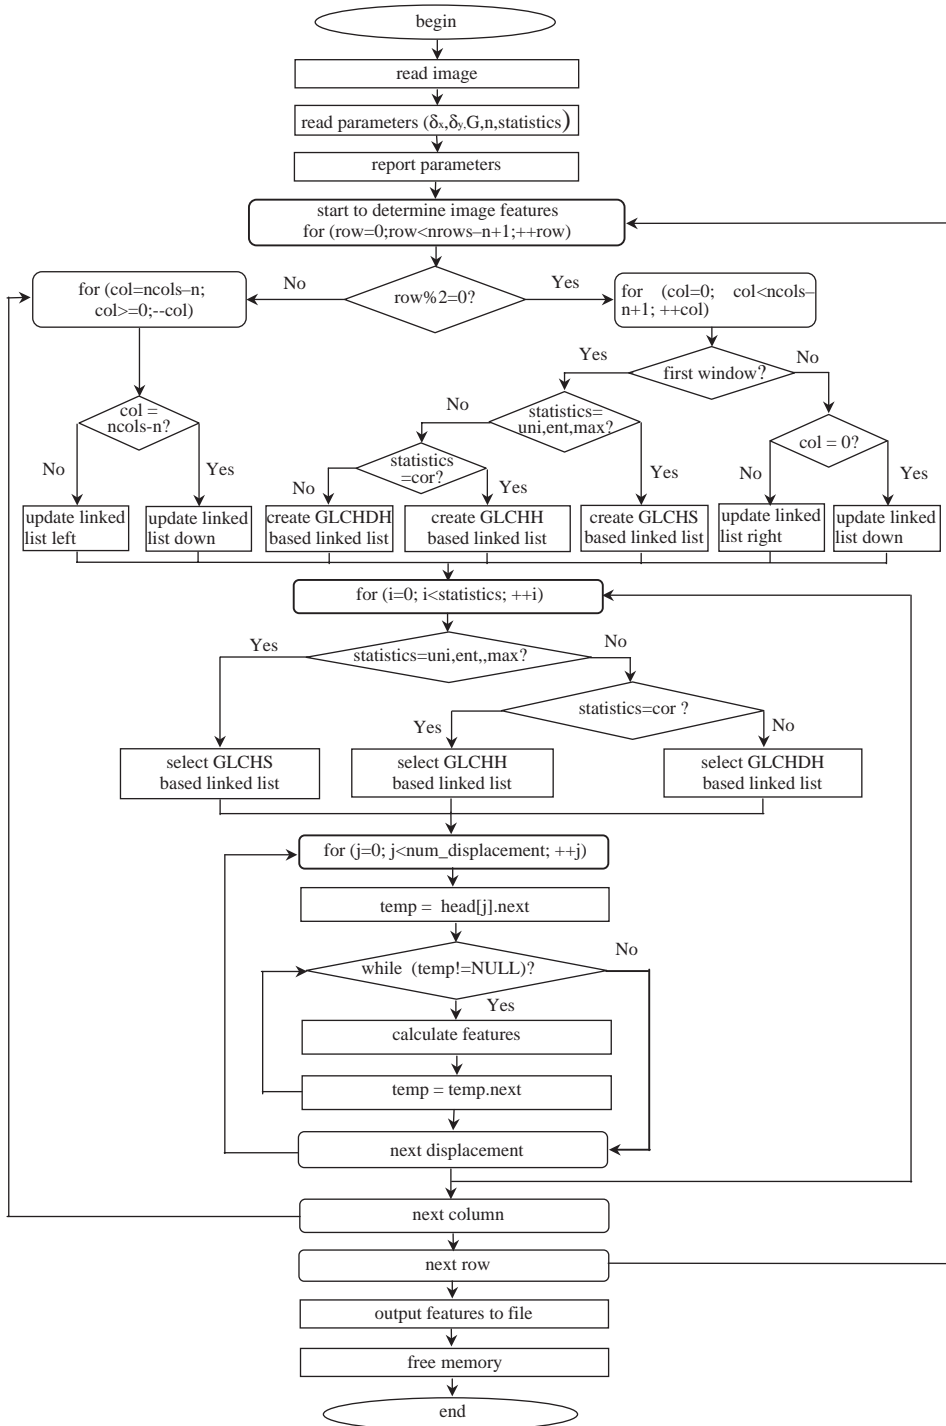 begin
read image
read parameters (δx,δy,G,n,statistics)
report parameters
start to determine image features
for (row=0;row<nrows–n+1;++row)
for (col=ncols–n;
col>=0;--col)
No
row%2=0?
Yes
for (col=0; col<ncols–
n+1; ++col)
Yes
first window?
No
col =
ncols-n?
No
statistics=
uni,ent,max?
col = 0?
No
Yes
statistics
=cor?
No
Yes
Yes
No
Yes
update linked
list left
update linked
list down
create GLCHDH
based linked list
create GLCHH
based linked list
create GLCHS
based linked list
update linked
list right
update linked
list down
for (i=0; i<statistics; ++i)
Yes
statistics=uni,ent,,max?
No
statistics=cor ?
Yes
No
select GLCHS
based linked list
select GLCHH
based linked list
select GLCHDH
based linked list
for (j=0; j<num_displacement; ++j)
temp = head[j].next
while (temp!=NULL)?
No
Yes
calculate features
temp = temp.next
next displacement
next column
next row
output features to file
free memory
end